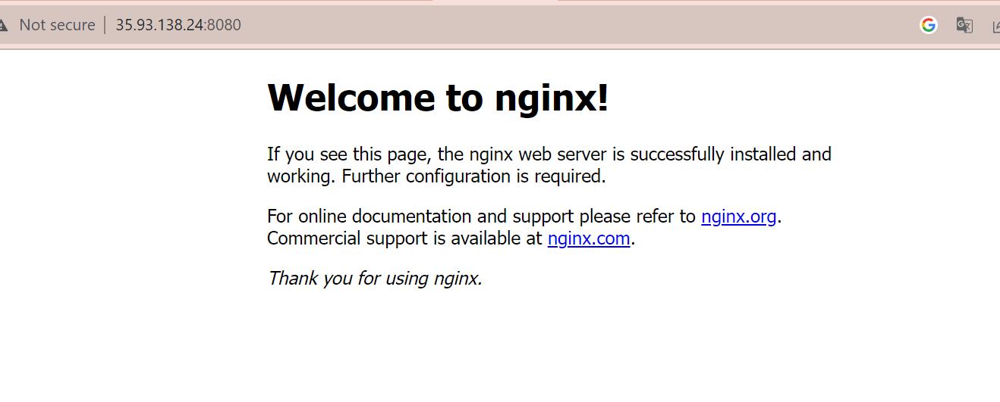 Not secure | 35.93.138.24:8080
Welcome to nginx!
If you see this page, the nginx web server is successfully installed and
working. Further configuration is required.
For online documentation and support please refer to nginx.org.
Commercial support is available at nginx.com.
Thank you for using nginx.